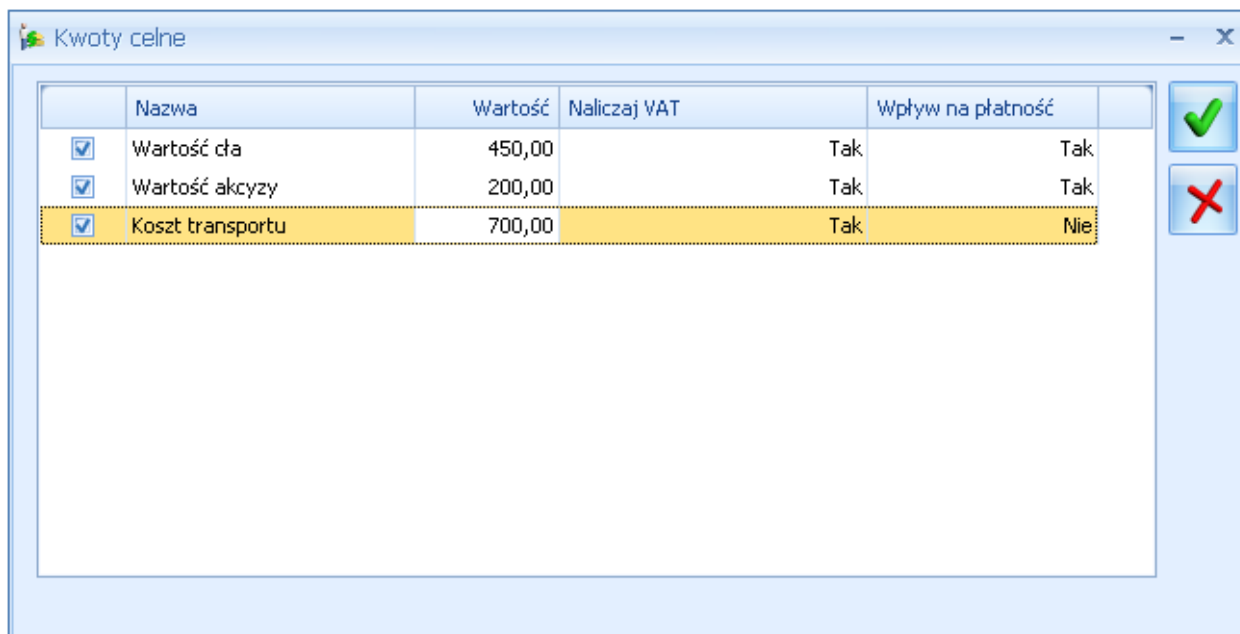 Kwoty celne
Nazwa Wartość Naliczaj VAT Wpływ na płatność
Wartość cła 450,00 Tak Tak
Wartość akcyzy 200,00 Tak Tak
Koszt transportu 700,00 Tak Nie